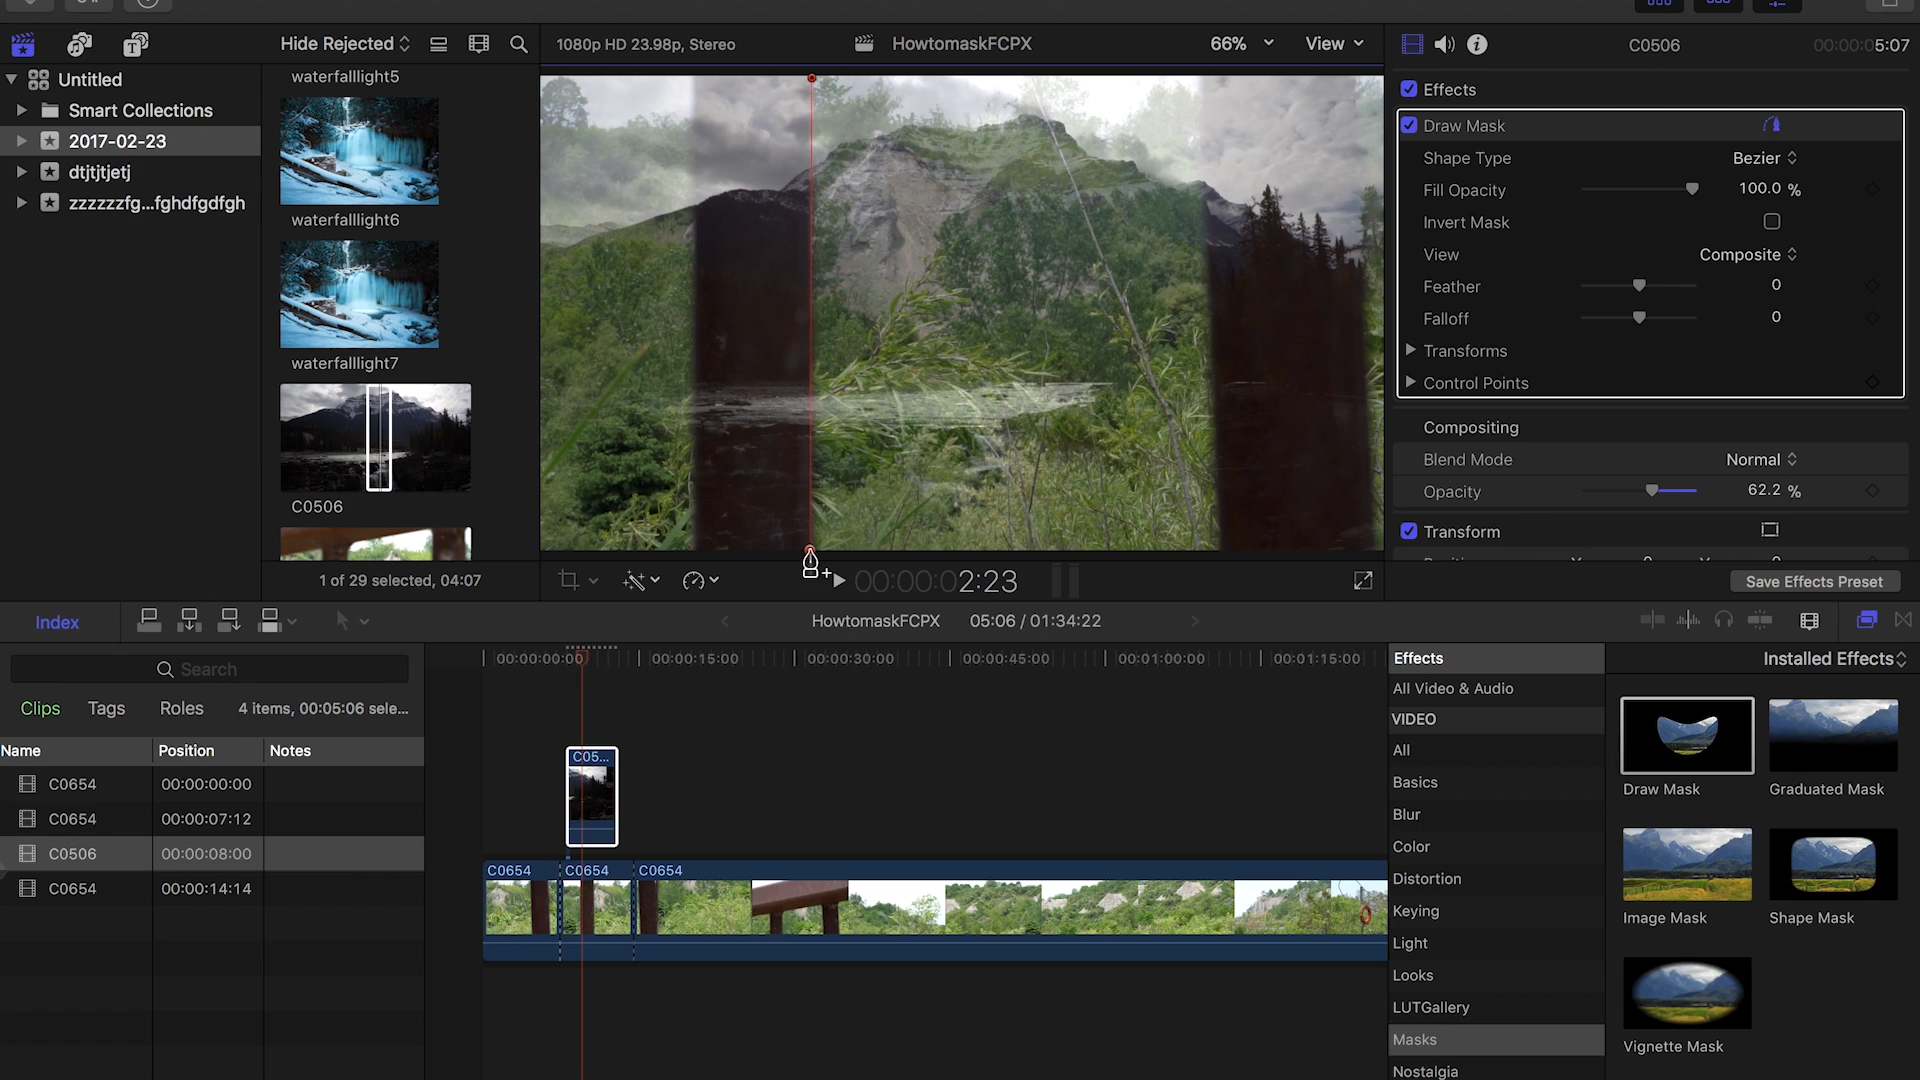 Hide Rejected
1080p HD 23.98p, Stereo
HowtomaskFCPX
66%
View
C0506
00:00:05:07
Untitled
Smart Collections
2017-02-23
dtjtjtjetj
zzzzzzfg...fghdfgdfgh
waterfalllight5
waterfalllight6
waterfalllight7
C0506
1 of 29 selected, 04:07
00:00:02:23
Effects
Draw Mask
Shape Type
Bezier
Fill Opacity
100.0 %
Invert Mask
View
Composite
Feather
0
Falloff
0
Transforms
Control Points
Compositing
Blend Mode
Normal
Opacity
62.2 %
Transform
Save Effects Preset
Index
HowtomaskFCPX
05:06 / 01:34:22
Search
Clips
Tags
Roles
4 items, 00:05:06 sele...
Name
Position
Notes
C0654
00:00:00:00
C0654
00:00:07:12
C0506
00:00:08:00
C0654
00:00:14:14
00:00:00:00
00:00:15:00
00:00:30:00
00:00:45:00
00:01:00:00
00:01:15:00
C05...
C0654
C0654
C0654
Effects
Installed Effects
All Video & Audio
VIDEO
All
Basics
Blur
Color
Distortion
Keying
Light
Looks
LUTGallery
Masks
Nostalgia
Draw Mask
Graduated Mask
Image Mask
Shape Mask
Vignette Mask